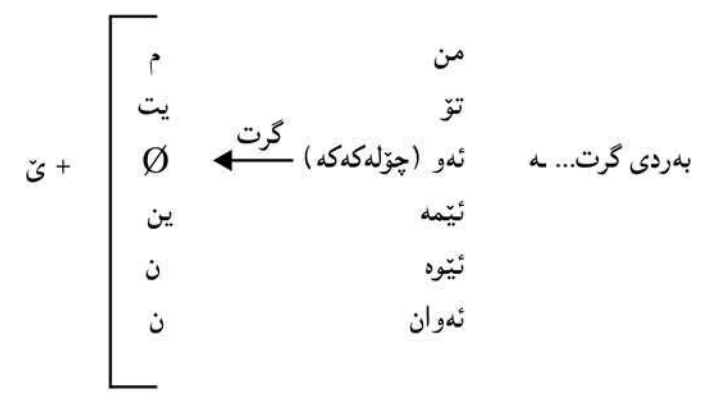 من م
تۆ یت
بەردی گرت... ـە ئەو (چۆلەکەکە) گرت Ø + ێ
ئێمە ین
ئێوە ن
ئەوان ن